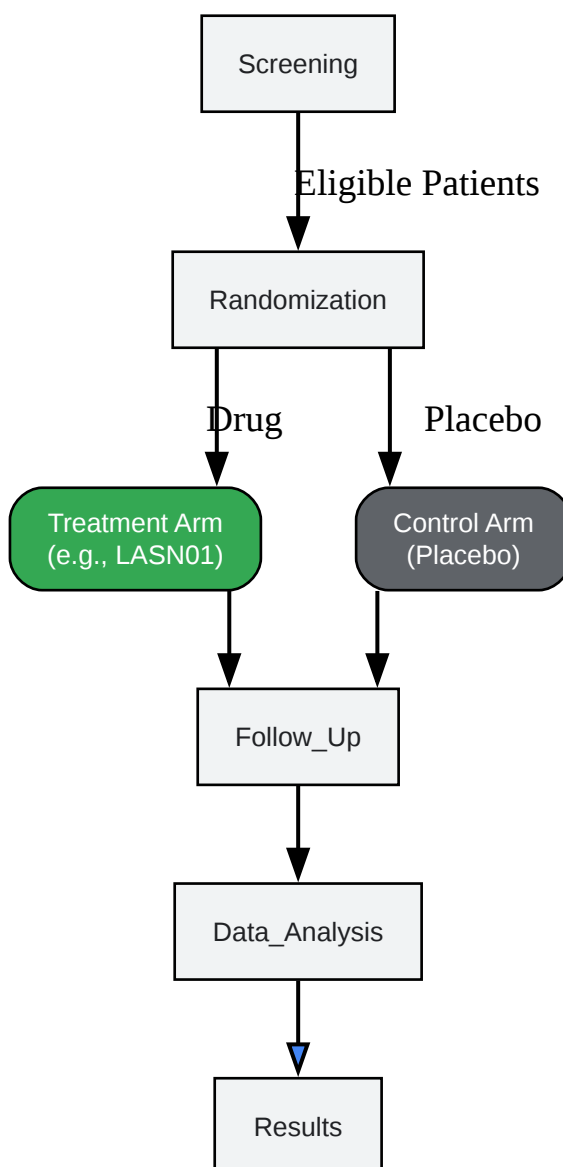 Screening
Eligible Patients
Randomization
Drug
Placebo
Treatment Arm
(e.g., LASN01)
Control Arm
(Placebo)
Follow_Up
Data_Analysis
Results